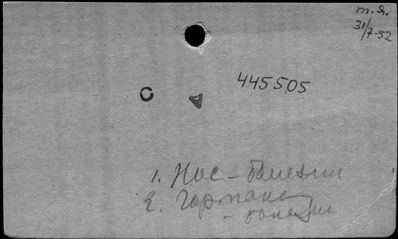 т.я.
31/7-52
445505
1. Нос - болезни
2. Гортань - болезни